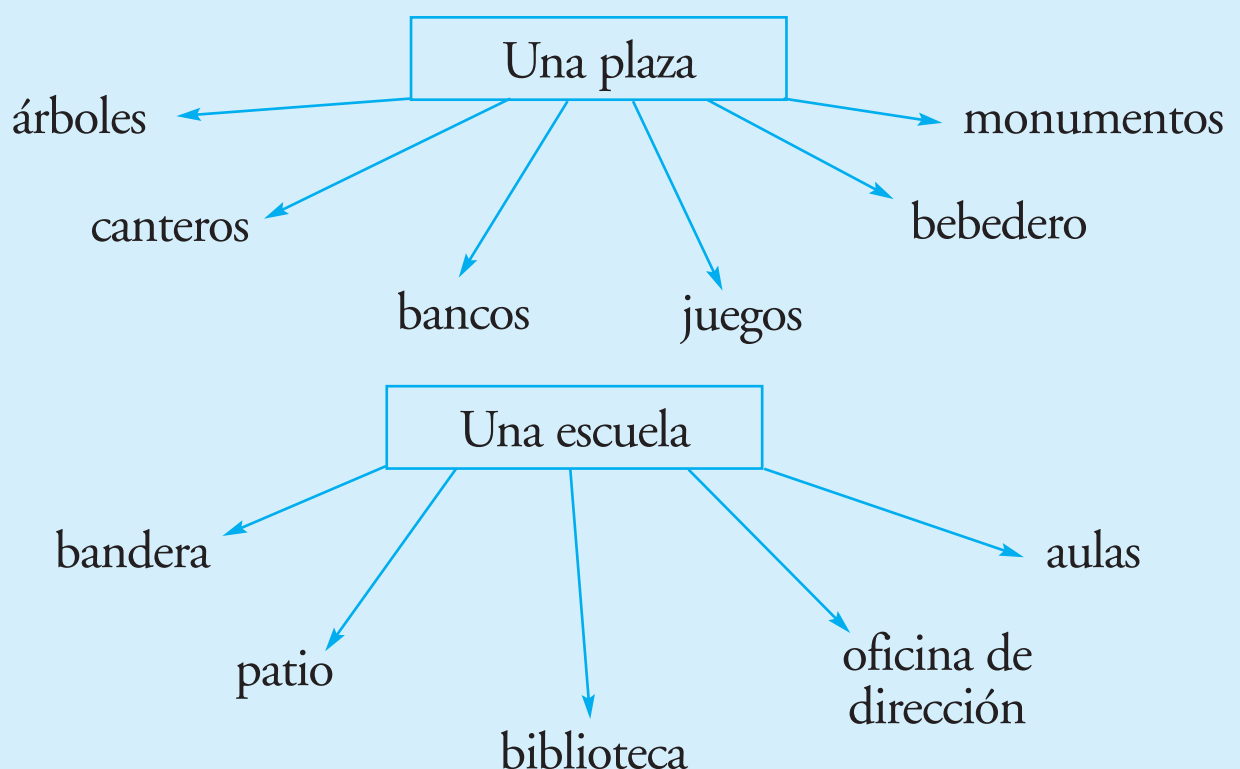 Una plaza
árboles
canteros
bancos
juegos
bebedero
monumentos
Una escuela
bandera
patio
biblioteca
oficina de
dirección
aulas